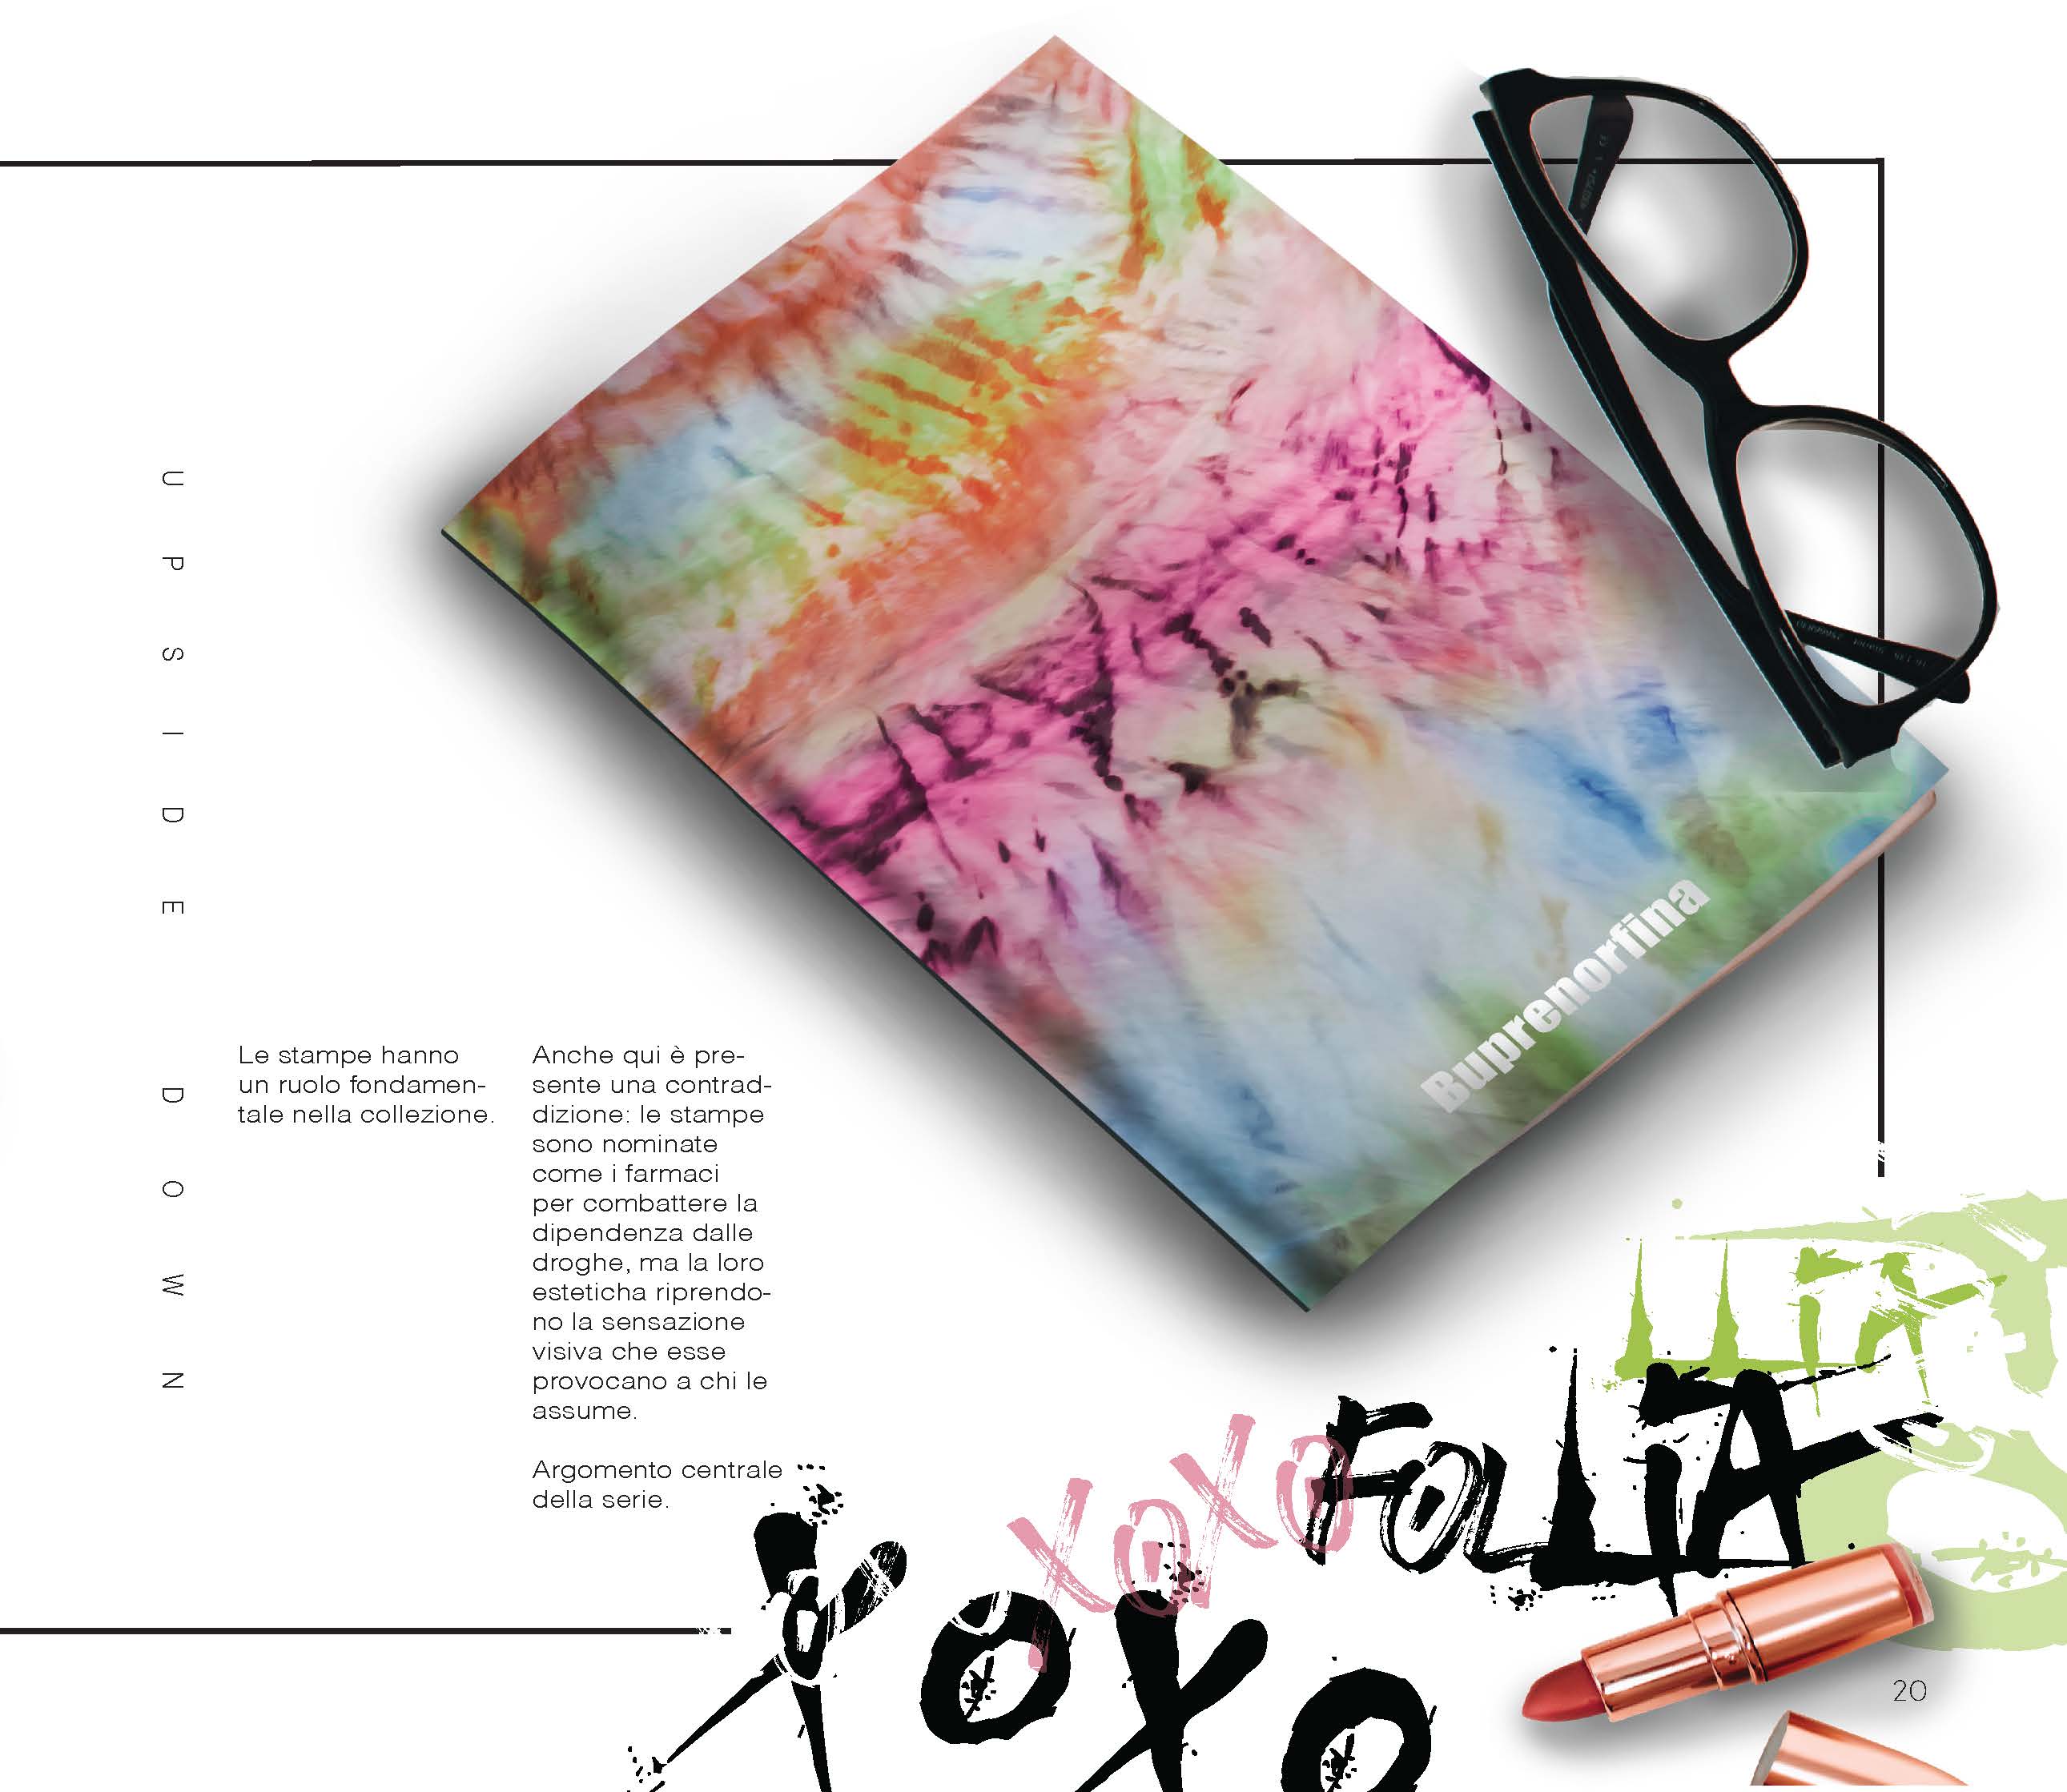 UPSIDE DOWN
Le stampe hanno
un ruolo fondamen-
tale nella collezione.
Anche qui è pre-
sente una contrad-
dizione: le stampe
sono nominate
come i farmaci
per combattere la
dipendenza dalle
droghe, ma la loro
esteticha riprendo-
no la sensazione
visiva che esse
provocano a chi le
assume.
Argomento centrale
della serie.
Buprenorfina
XOXO
FOLLIA
XOXO
20